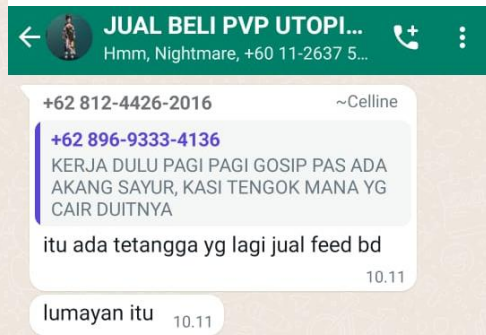 JUAL BELI PVP UTOPI...
Hmm, Nightmare, +60 11-2637 5...
+62 812-4426-2016 ~Celline
+62 896-9333-4136
KERJA DULU PAGI PAGI GOSIP PAS ADA
AKANG SAYUR, KASI TENGOK MANA YG
CAIR DUITNYA
itu ada tetangga yg lagi jual feed bd
10.11
lumayan itu 10.11